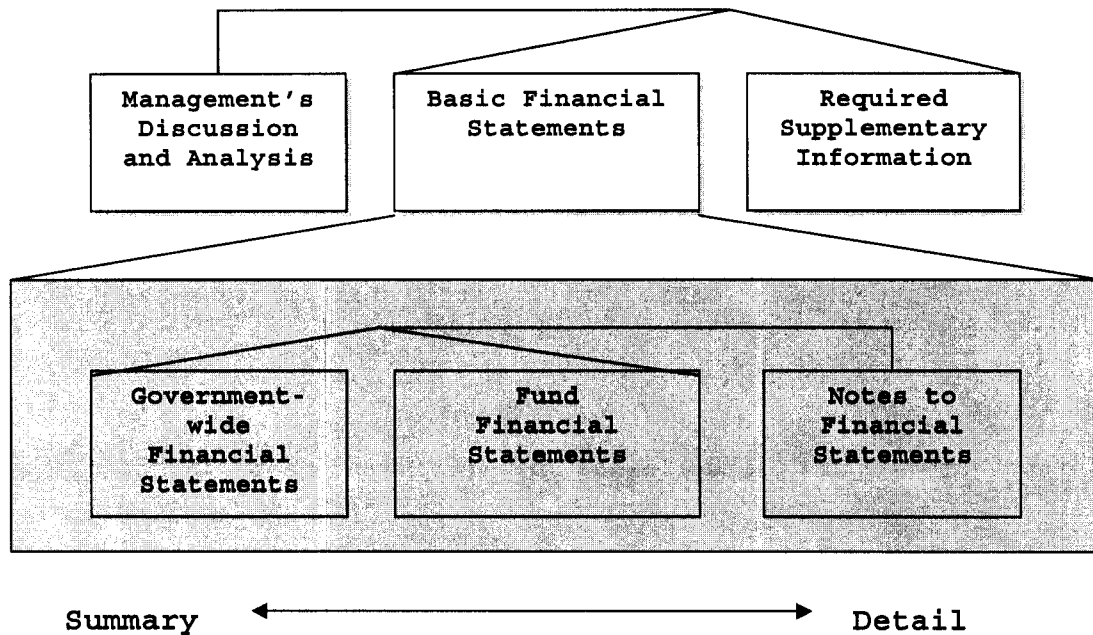 Management's
Discussion
and Analysis
Basic Financial
Statements
Required
Supplementary
Information
Government-
wide
Financial
Statements
Fund
Financial
Statements
Notes to
Financial
Statements
Summary
Detail